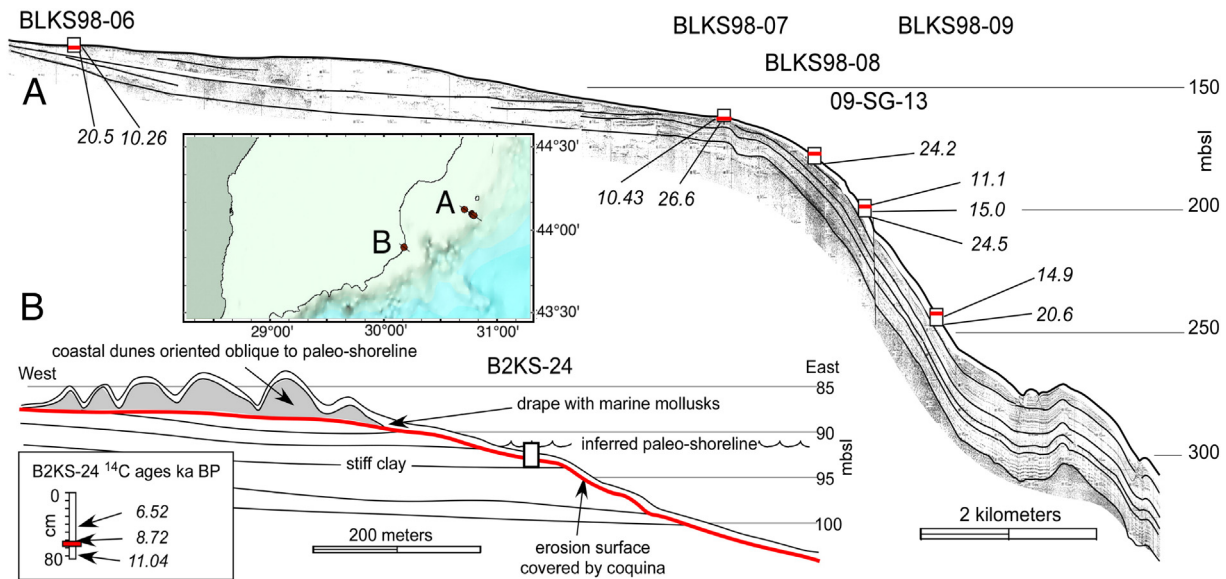 BLKS98-06
BLKS98-07
BLKS98-09
BLKS98-08
09-SG-13
A
20.5 10.26
150
mbsl
200
250
300
10.43 26.6
24.2
11.1
15.0
24.5
14.9
20.6
44°30'
44°00'
43°50'
29°00' 30°00' 31°00'
A
B
B
coastal dunes oriented oblique to paleo-shoreline
West
B2KS-24
East
85
drape with marine mollusks
90
inferred paleo-shoreline
mbsl
stiff clay
95
100
B2KS-24 ¹⁴C ages ka BP
0
cm
80
6.52
8.72
11.04
200 meters
erosion surface
covered by coquina
2 kilometers